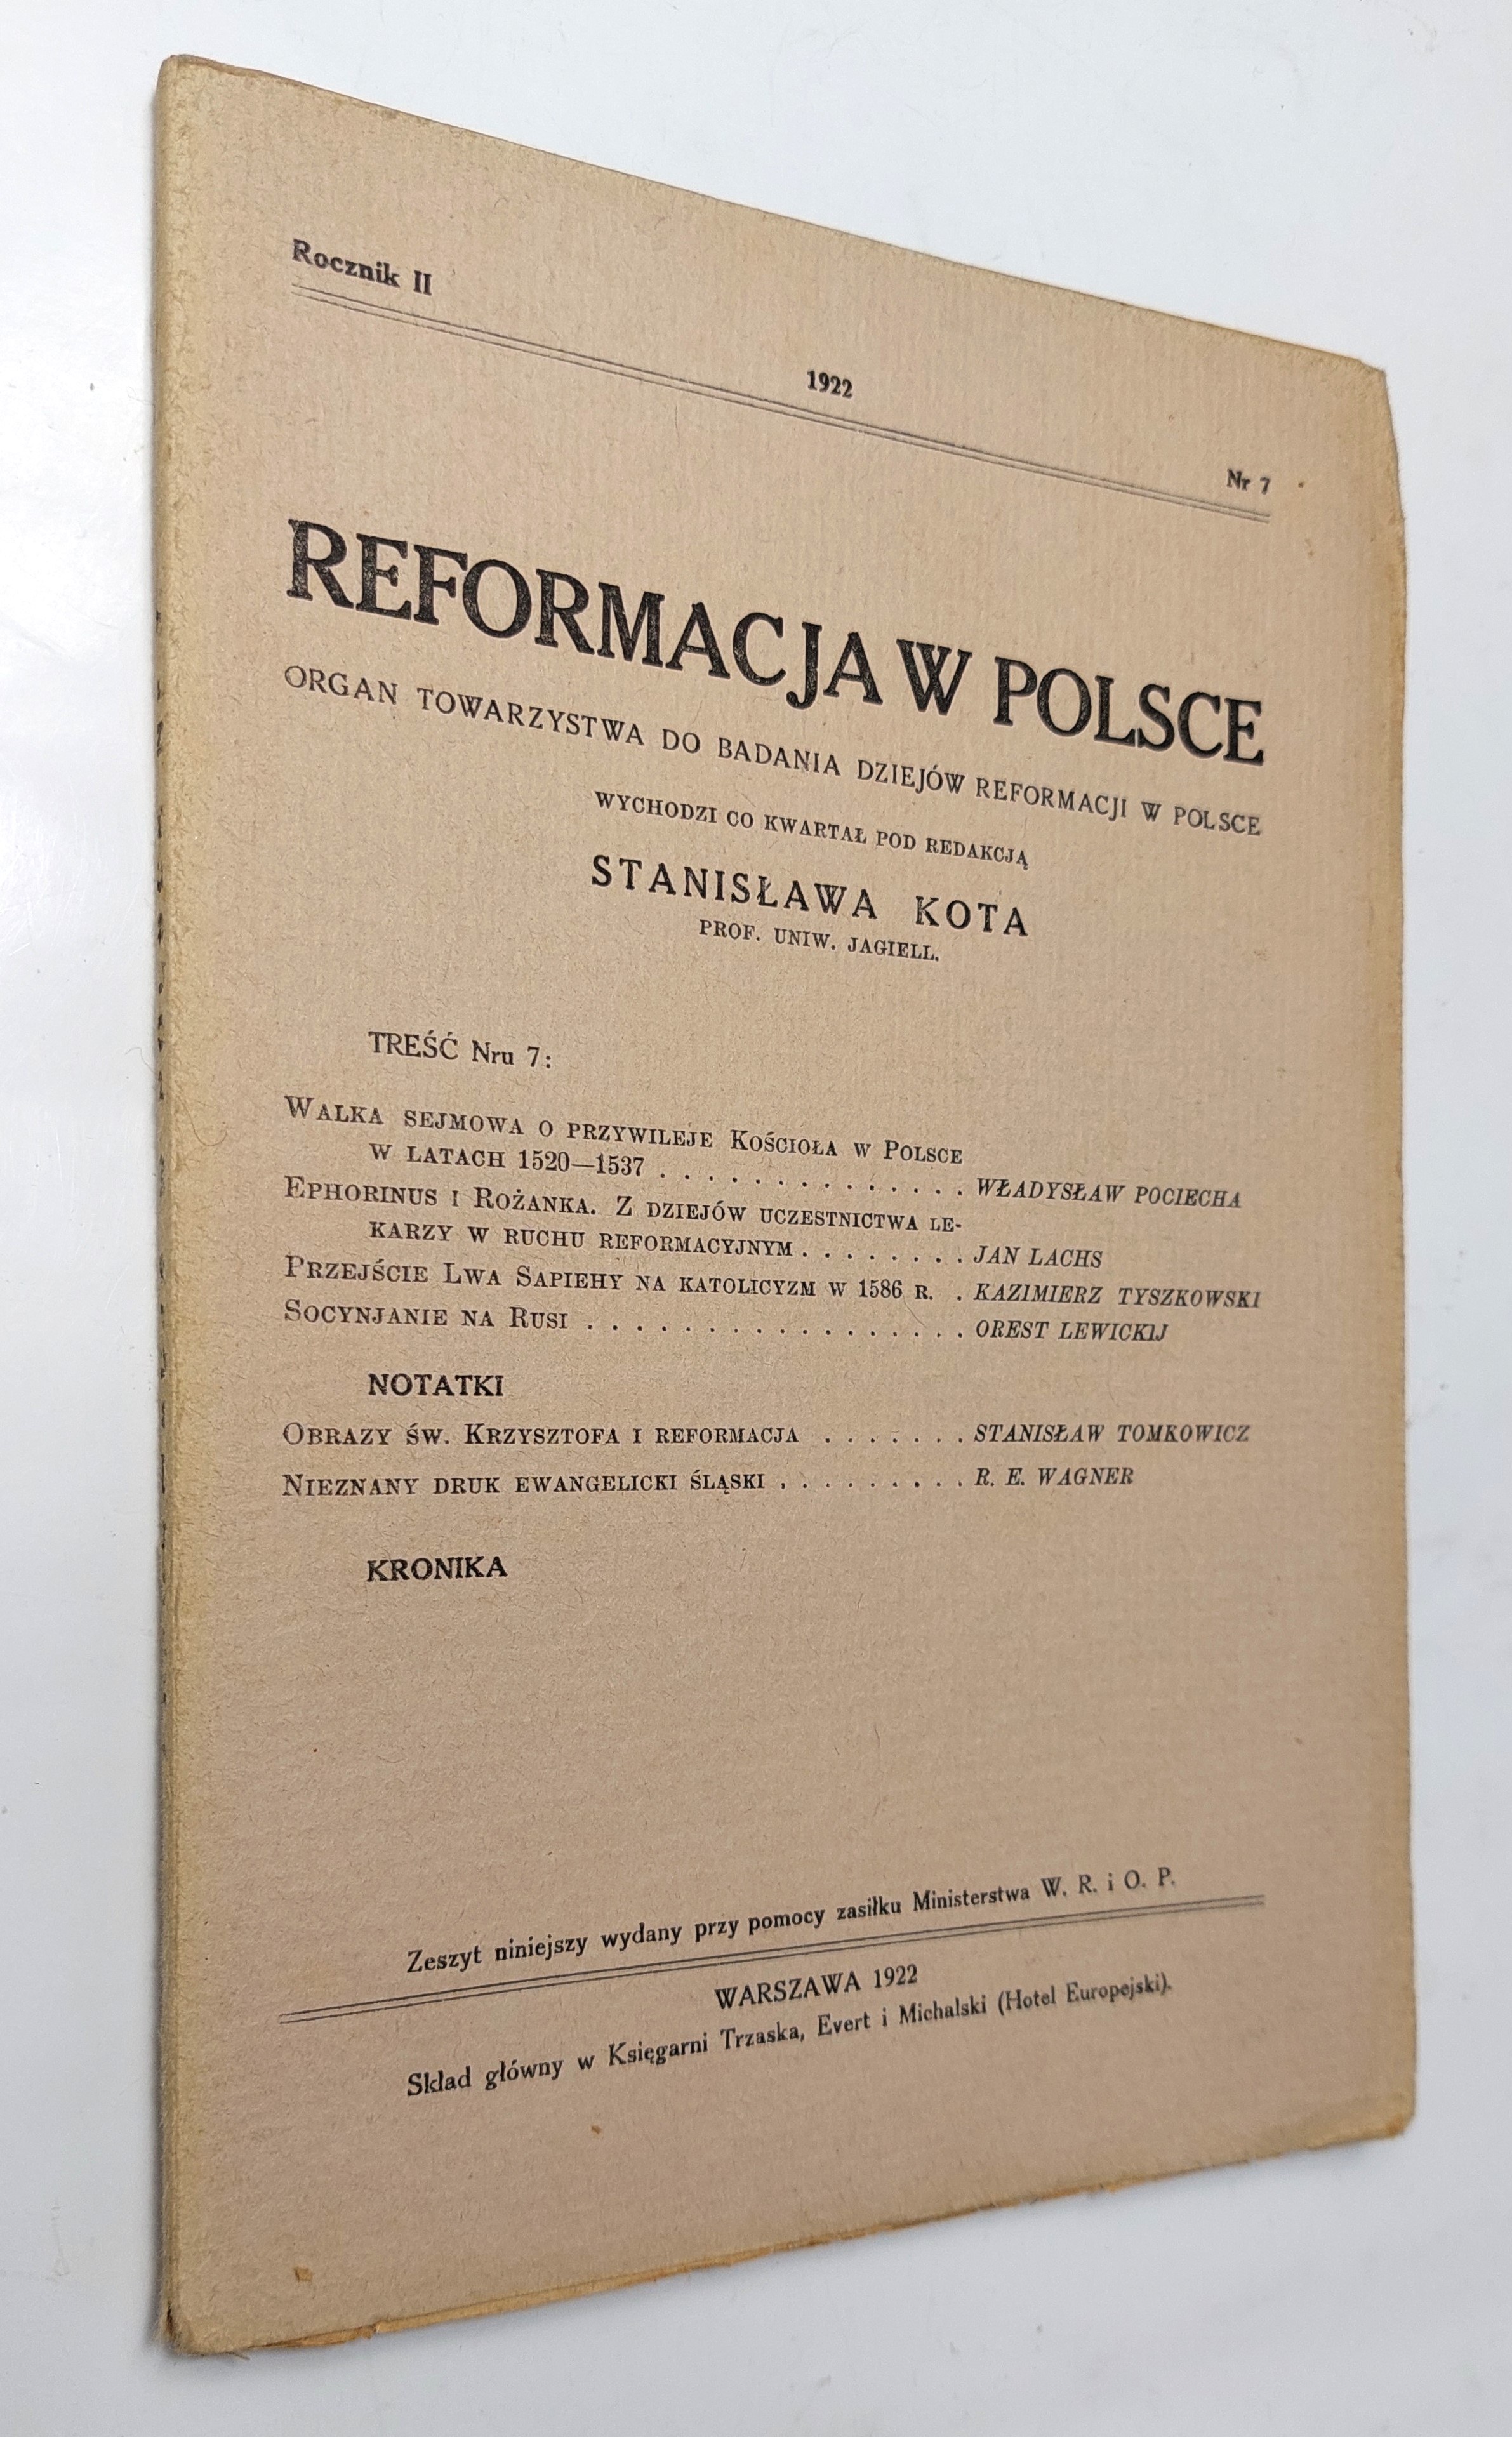 Rocznik II
1922
Nr 7
REFORMACJA W POLSCE
ORGAN TOWARZYSTWA DO BADANIA DZIEJÓW REFORMACJI W POLSCE
WYCHODZI CO KWARTAŁ POD REDAKCJĄ
STANISŁAWA KOTA
PROF. UNIW. JAGIELL.
TREŚĆ Nru 7:
WALKA SEJMOWA O PRZYWILEJE KOŚCIOŁA W POLSCE
W LATACH 1520—1537 . . . . . . . . . . . . . . WŁADYSŁAW POCIECHA
EPHORINUS I ROŻANKA. Z DZIEJÓW UCZESTNICTWA LE-
KARZY W RUCHU REFORMACYJNYM . . . . . . . . JAN LACHS
PRZEJŚCIE LWA SAPIEHY NA KATOLICYZM W 1586 R. . KAZIMIERZ TYSZKOWSKI
SOCYNJANIE NA RUSI . . . . . . . . . . . . . . . . . OREST LEWICKIJ
NOTATKI
OBRAZY ŚW. KRZYSZTOFA I REFORMACJA . . . . . . . STANISŁAW TOMKOWICZ
NIEZNANY DRUK EWANGELICKI ŚLĄSKI . . . . . . . . . R. E. WAGNER
KRONIKA
Zeszyt niniejszy wydany przy pomocy zasiłku Ministerstwa W. R. i O. P.
WARSZAWA 1922
Skład główny w Księgarni Trzaska, Evert i Michalski (Hotel Europejski).